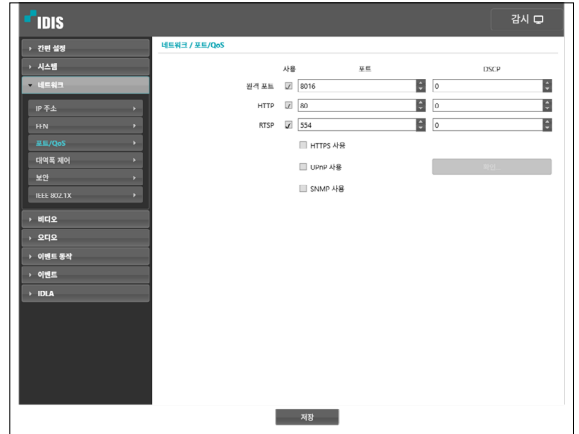 IDIS
감시
간편 설정
네트워크 / 포트/QoS
시스템
사용 포트 DSCP
네트워크
원격 포트 8016 0
IP 주소
HTTP 80 0
FEN
RTSP 554 0
포트/QoS
HTTPS 사용
대역폭 제어
UPnP 사용 확인
보안
SNMP 사용
IEEE 802.1X
비디오
오디오
이벤트 동작
이벤트
IDLA
저장